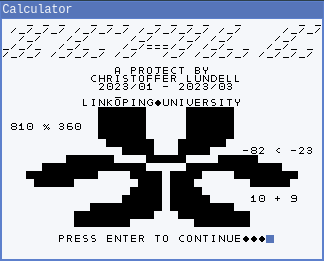 Calculator
A PROJECT BY
CHRISTOFFER LUNDELL
2023/01 - 2023/03
LINKÖPING◆UNIVERSITY
810 % 360
-82 < -23
10 + 9
PRESS ENTER TO CONTINUE◆◆◆